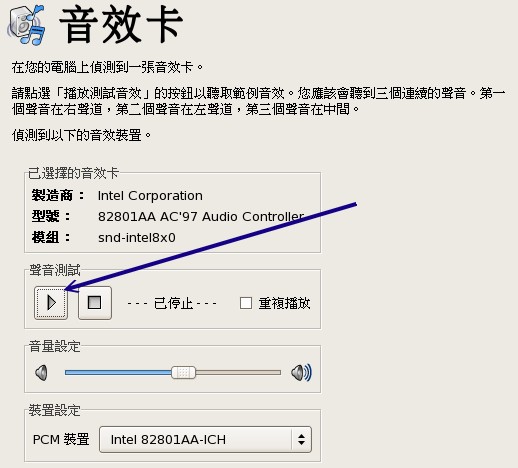 音效卡
在您的電腦上偵測到一張音效卡。
請點選「播放測試音效」的按鈕以聽取範例音效。您應該會聽到三個連續的聲音。第一
個聲音在右聲道，第二個聲音在左聲道，第三個聲音在中間。
偵測到以下的音效裝置。
已選擇的音效卡
製造商： Intel Corporation
型號： 82801AA AC'97 Audio Controller
模組： snd-intel8x0
聲音測試
--- 已停止--- 重複播放
音量設定
裝置設定
PCM 裝置 Intel 82801AA-ICH